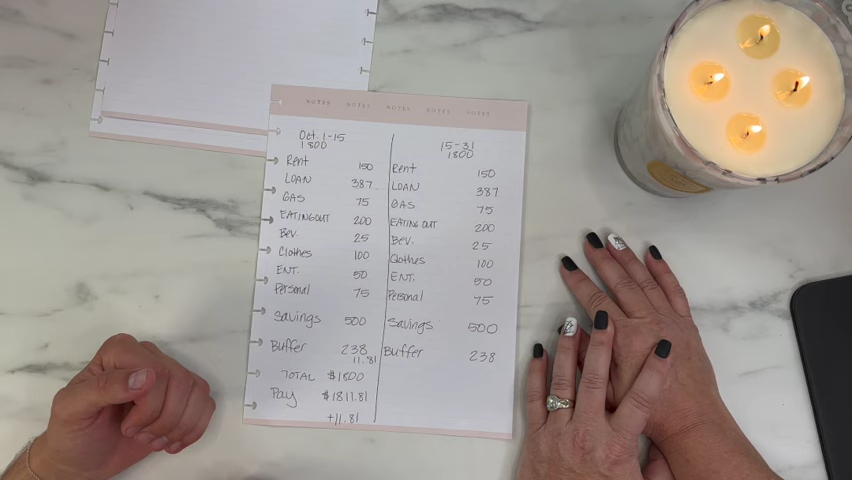 NOTES NOTES NOTES NOTES NOTES
Oct. 1-15
1800
Rent 150
LOAN 387
GAS 75
EATING OUT 200
Bev. 25
Clothes 100
ENT. 50
Personal 75
Savings 500
Buffer 238
11.81
TOTAL $1800
Pay $1811.81
+11.81
15-31
1800
Rent 150
LOAN 387
GAS 75
EATING OUT 200
Bev. 25
Clothes 100
ENT. 50
Personal 75
Savings 500
Buffer 238